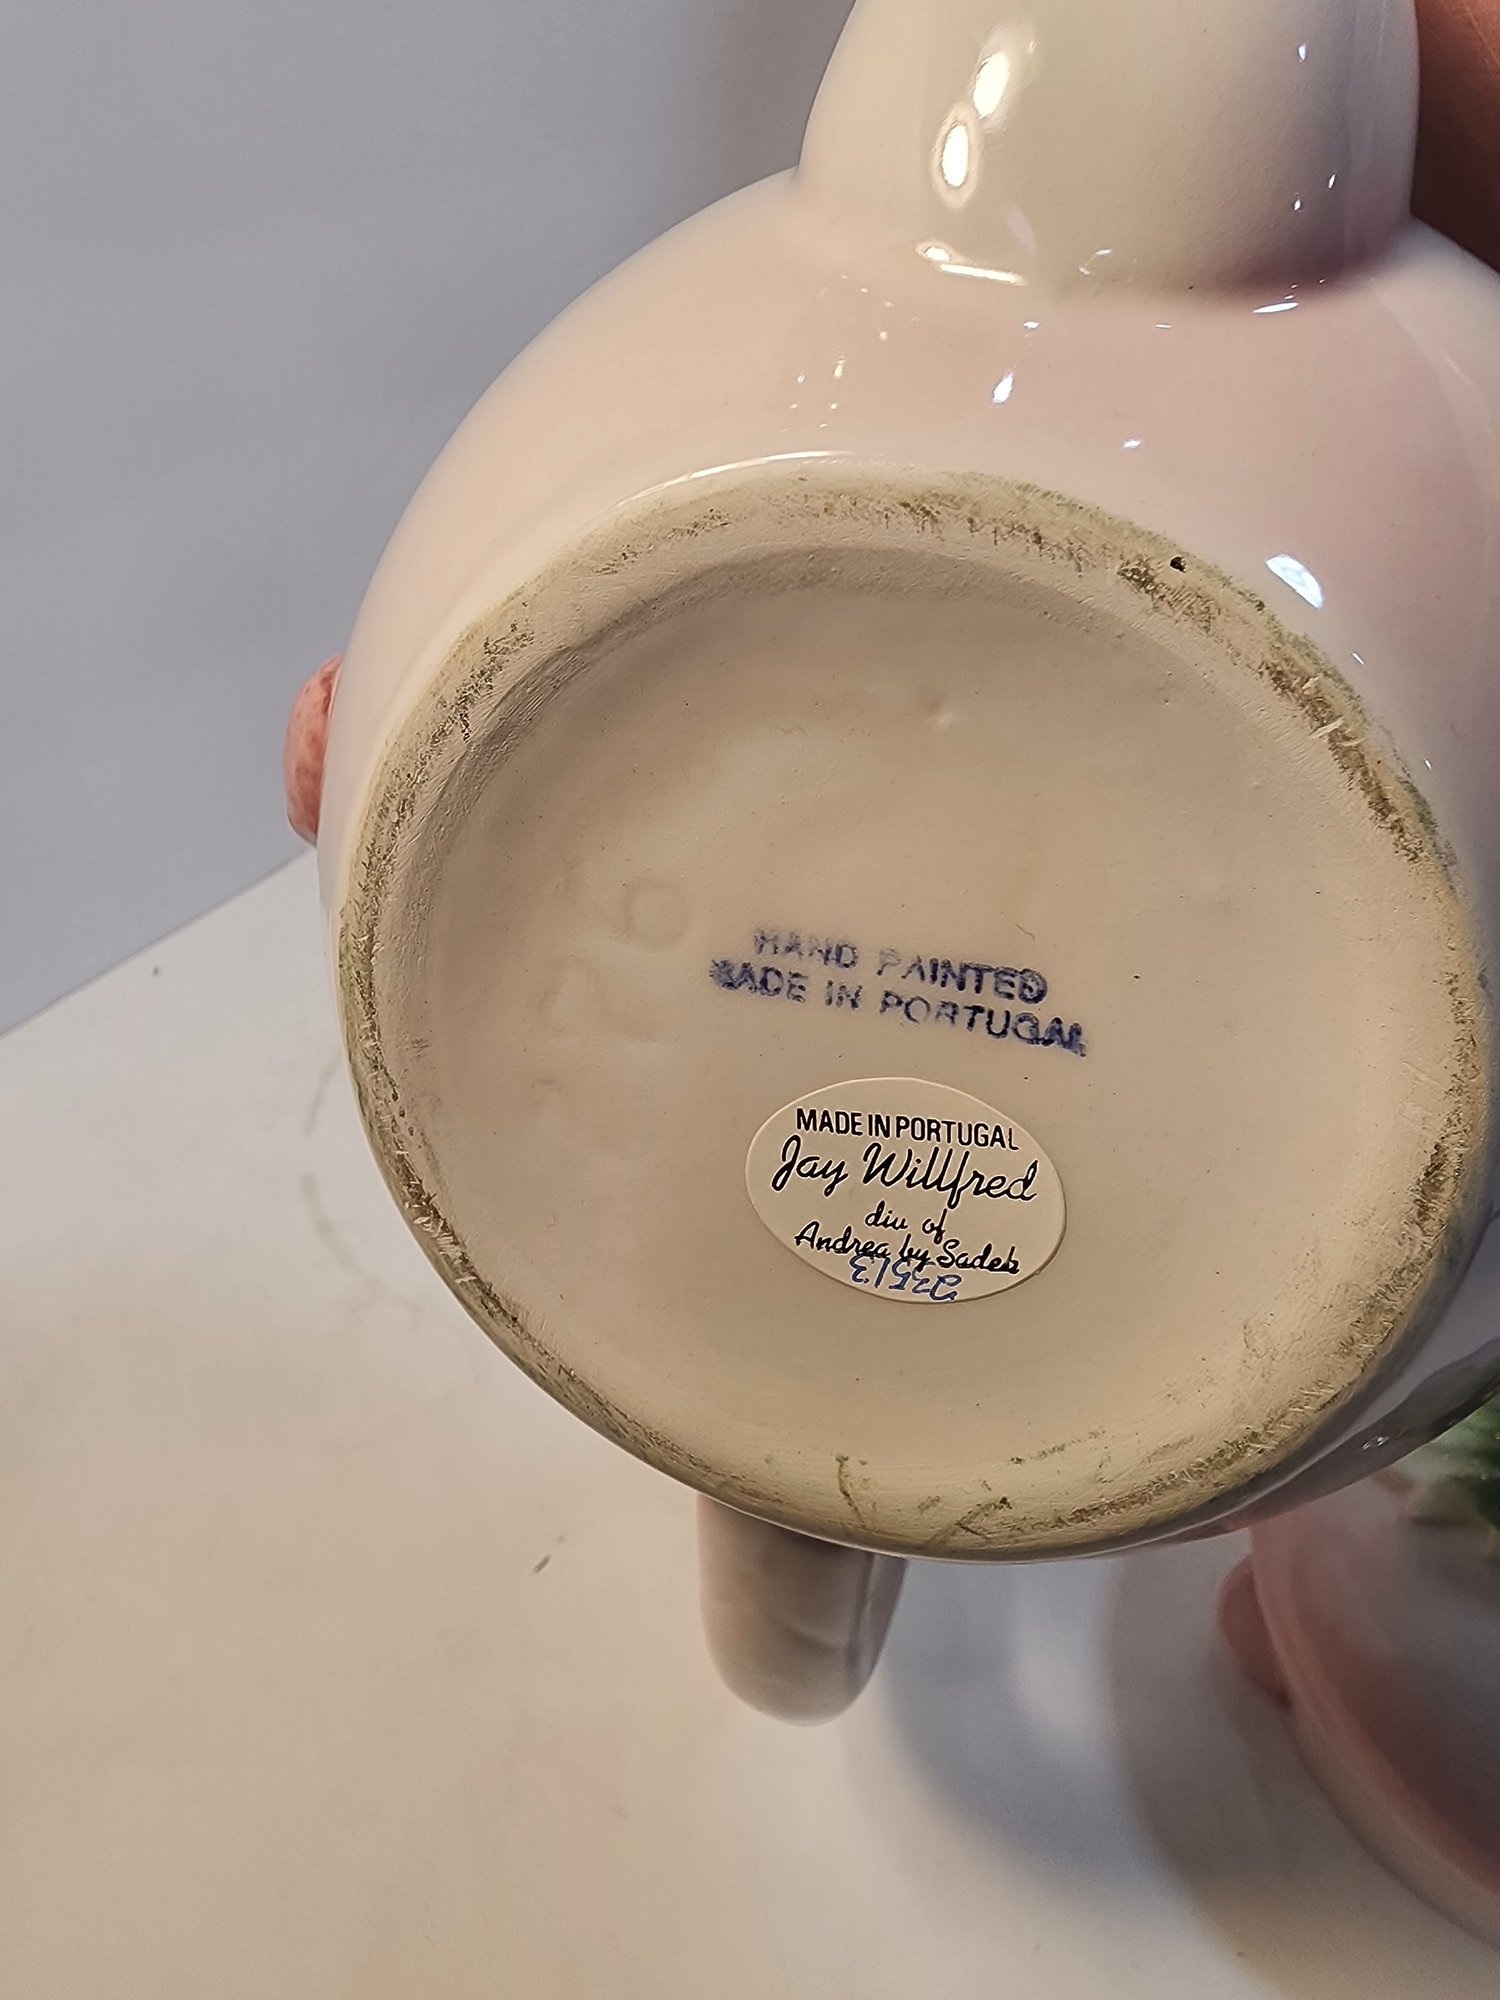 HAND PAINTED
MADE IN PORTUGAL
MADE IN PORTUGAL
Jay Willfred
div of
Andrea by Sadek